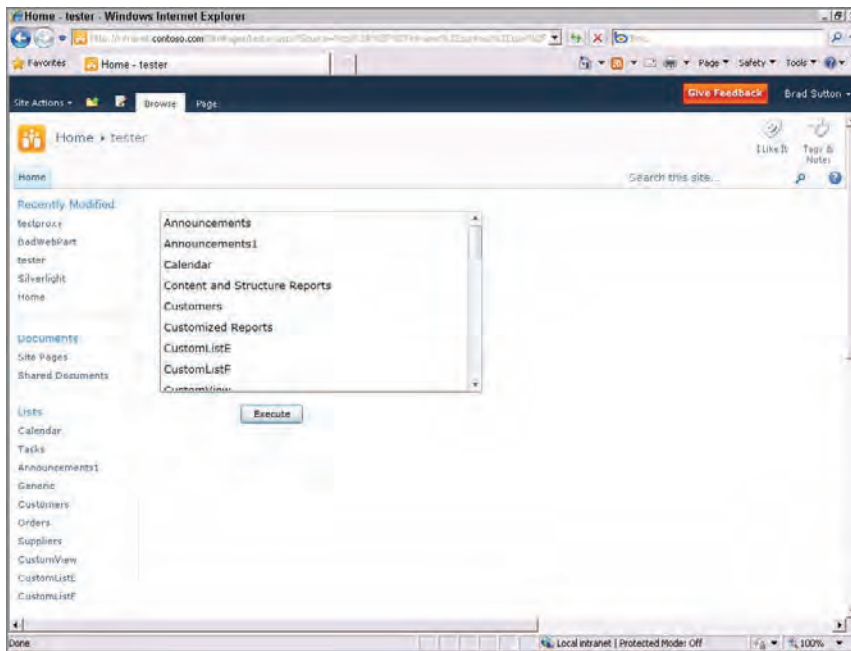 Home - tester - Windows Internet Explorer
contoso.com
Favorites Home - tester Page Safety Tools
Site Actions Browse Page Give Feedback Brad Sutton
Home tester
I Like It Tags & Notes
Home Search this site...
Recently Modified
testproxy
BadWebPart
tester
Silverlight
Home
Documents
Site Pages
Shared Documents
Lists
Calendar
Tasks
Announcements1
Generic
Customers
Orders
Suppliers
CustomView
CustomListE
CustomListF
Announcements
Announcements1
Calendar
Content and Structure Reports
Customers
Customized Reports
CustomListE
CustomListF
CustomView
Execute
Done Local intranet | Protected Mode: Off 100%